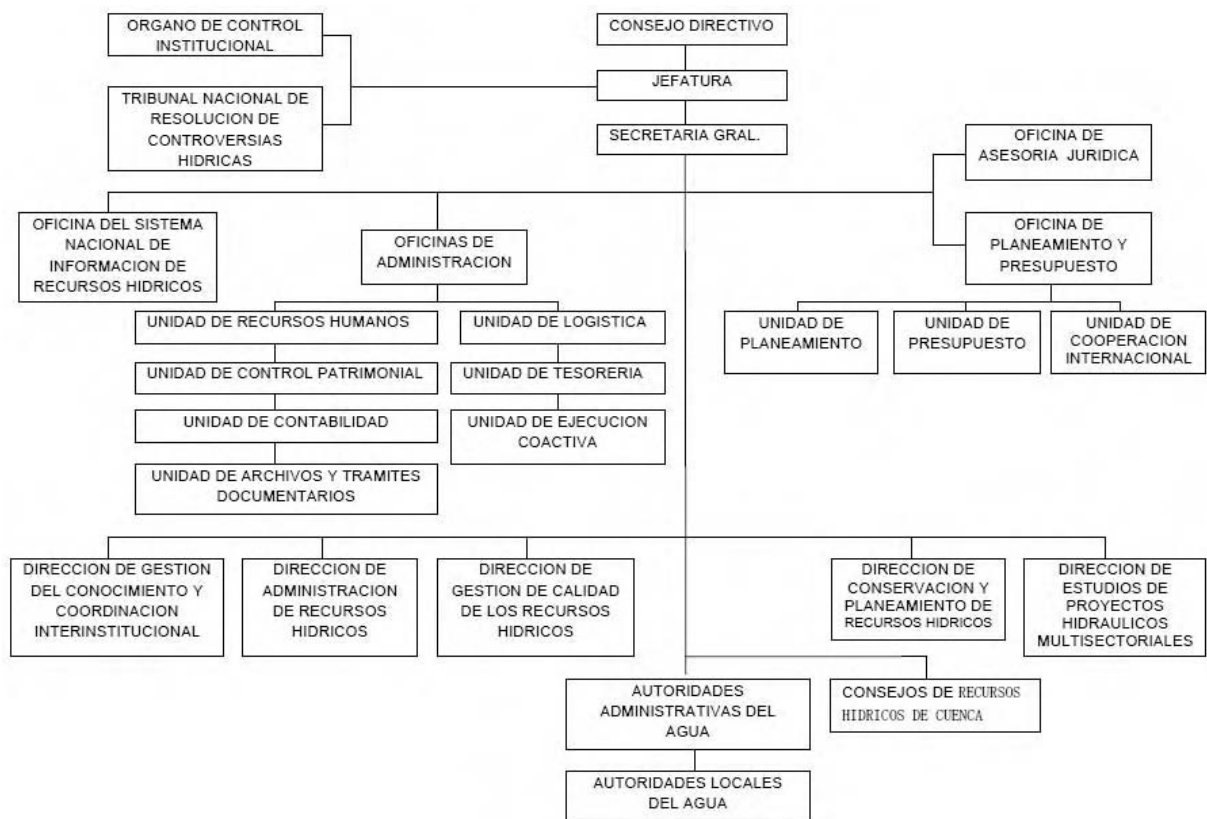 ORGANO DE CONTROL
INSTITUCIONAL
CONSEJO DIRECTIVO
JEFATURA
TRIBUNAL NACIONAL DE
RESOLUCION DE
CONTROVERSIAS
HIDRICAS
SECRETARIA GRAL.
OFICINA DE
ASESORIA JURIDICA
OFICINA DEL SISTEMA
NACIONAL DE
INFORMACION DE
RECURSOS HIDRICOS
OFICINAS DE
ADMINISTRACION
OFICINA DE
PLANEAMIENTO Y
PRESUPUESTO
UNIDAD DE RECURSOS HUMANOS
UNIDAD DE LOGISTICA
UNIDAD DE
PLANEAMIENTO
UNIDAD DE
PRESUPUESTO
UNIDAD DE
COOPERACION
INTERNACIONAL
UNIDAD DE CONTROL PATRIMONIAL
UNIDAD DE TESORERIA
UNIDAD DE CONTABILIDAD
UNIDAD DE EJECUCION
COACTIVA
UNIDAD DE ARCHIVOS Y TRAMITES
DOCUMENTARIOS
DIRECCION DE GESTION
DEL CONOCIMIENTO Y
COORDINACION
INTERINSTITUCIONAL
DIRECCION DE
ADMINISTRACION
DE RECURSOS
HIDRICOS
DIRECCION DE
GESTION DE CALIDAD
DE LOS RECURSOS
HIDRICOS
DIRECCION DE
CONSERVACION Y
PLANEAMIENTO DE
RECURSOS HIDRICOS
DIRECCION DE
ESTUDIOS DE
PROYECTOS
HIDRAULICOS
MULTISECTORIALES
AUTORIDADES
ADMINISTRATIVAS DEL
AGUA
CONSEJOS DE RECURSOS
HIDRICOS DE CUENCA
AUTORIDADES LOCALES
DEL AGUA